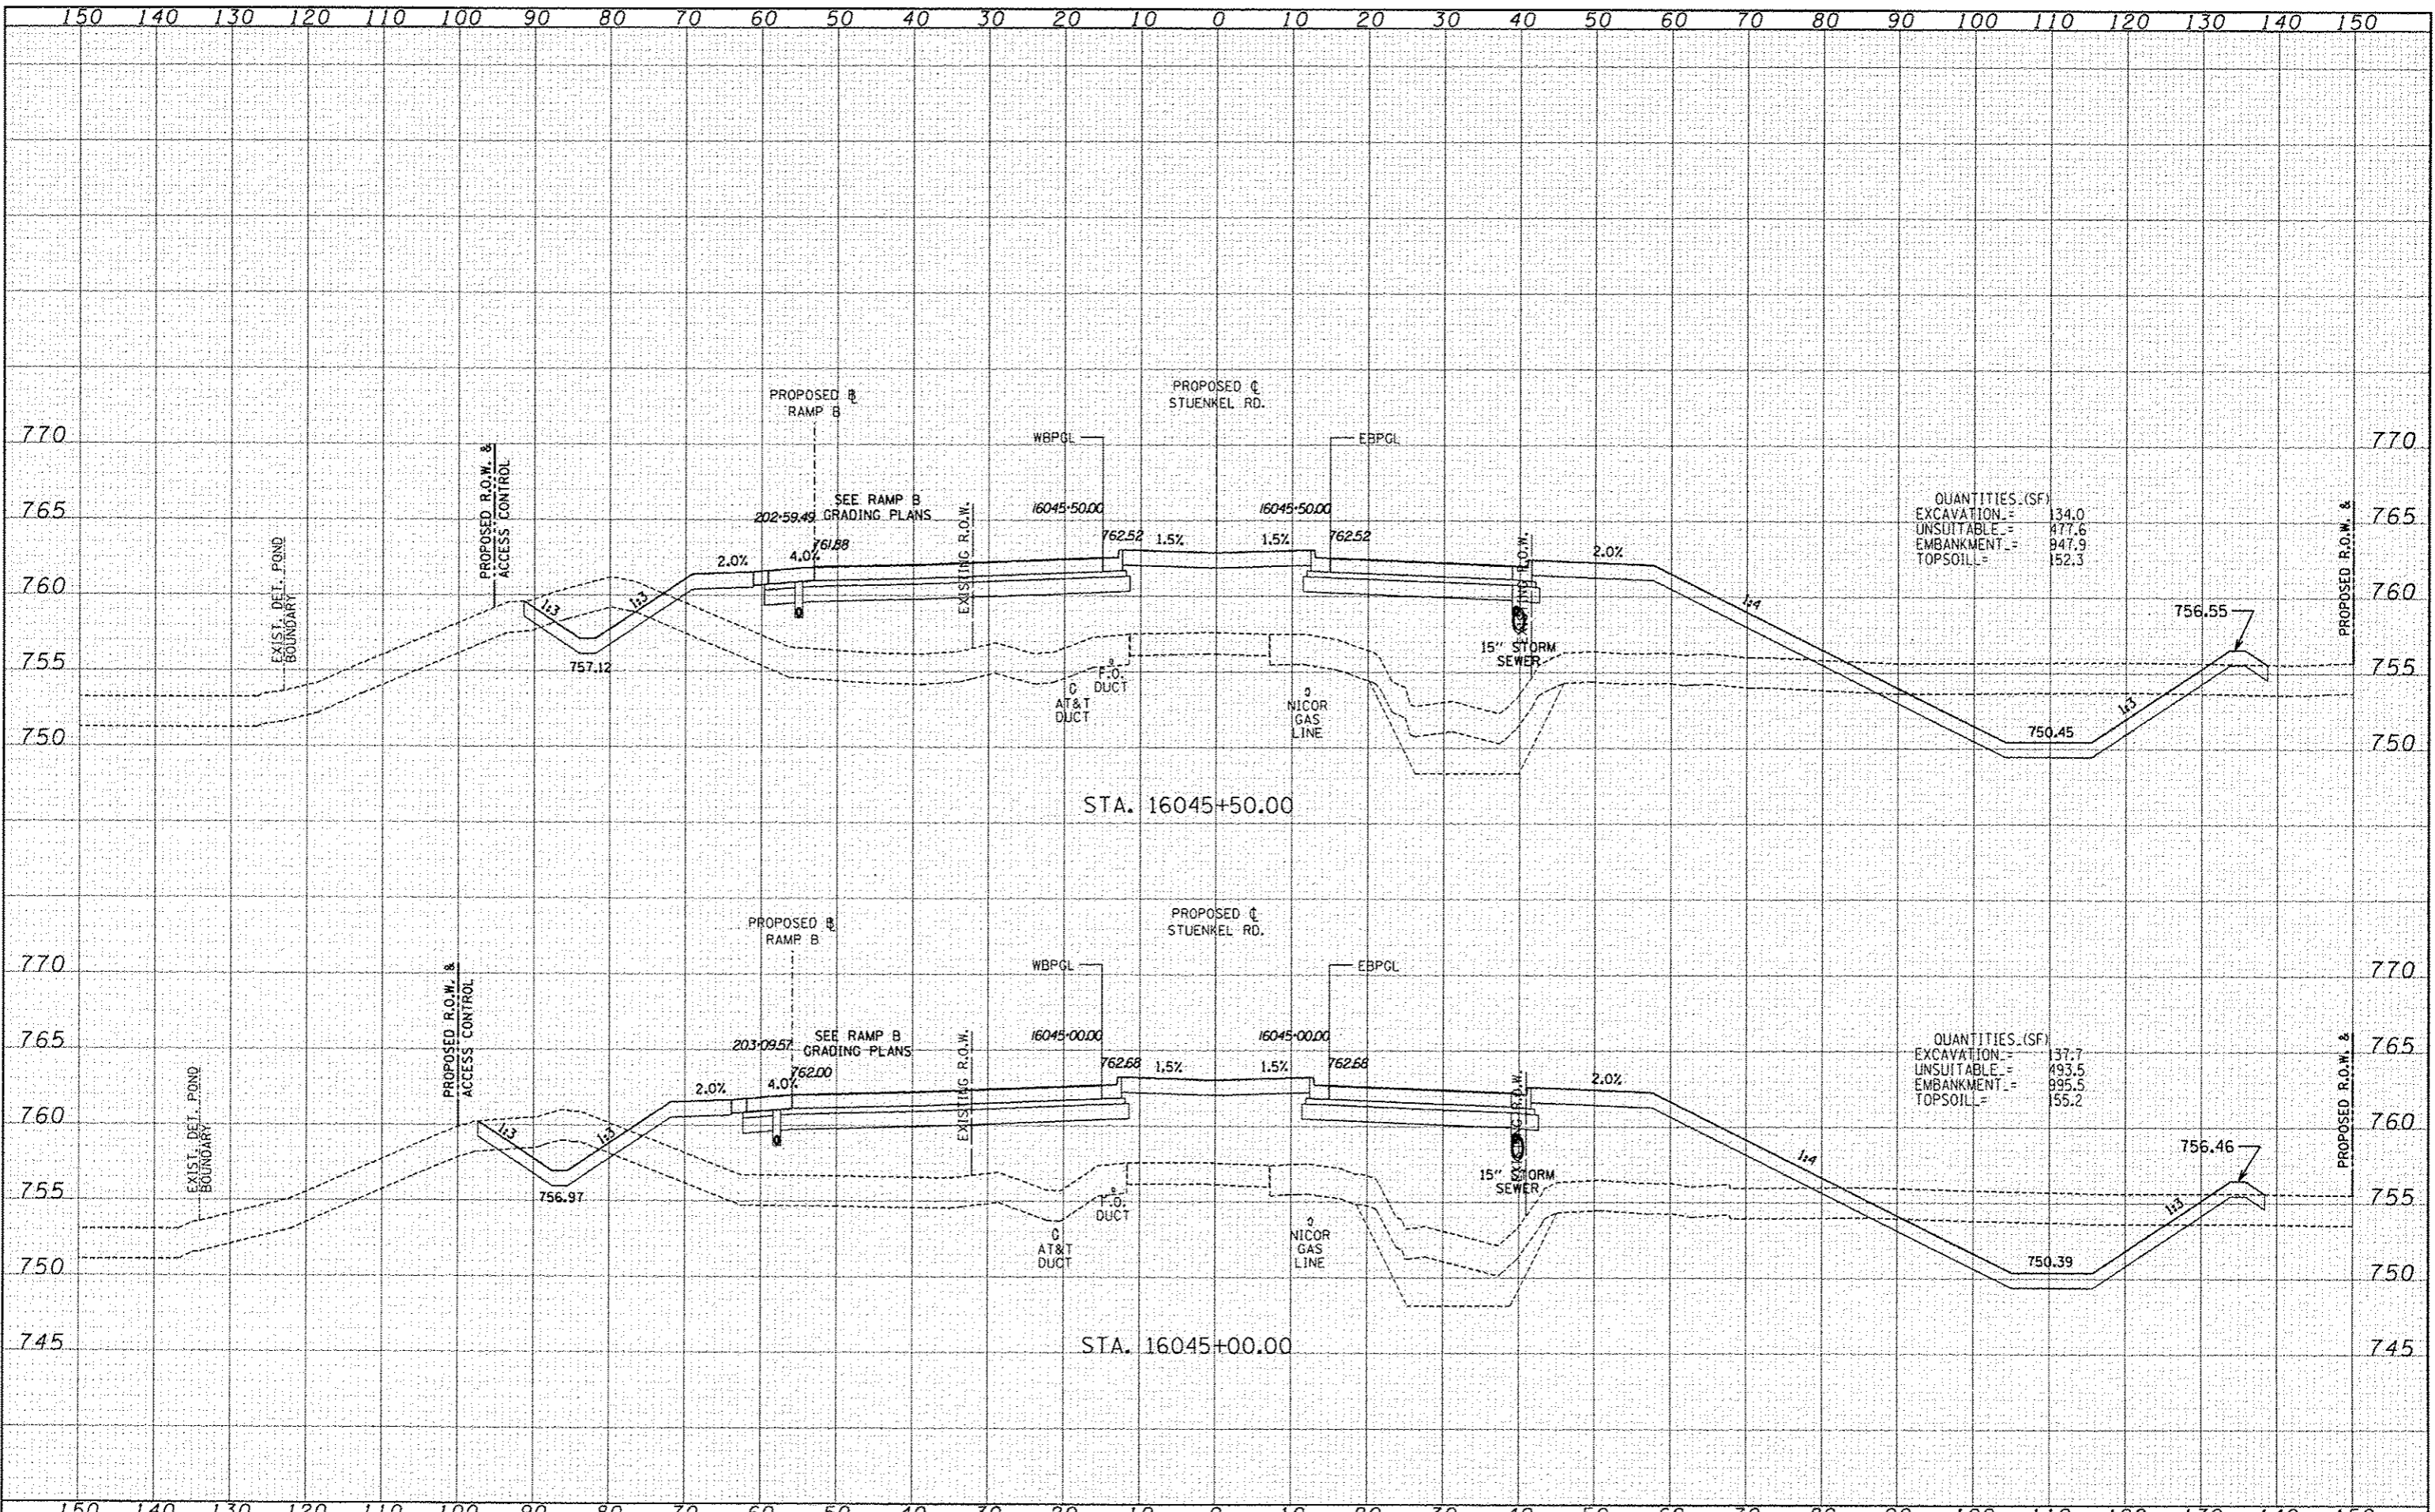 150 140 130 120 110 100 90 80 70 60 50 40 30 20 10 0 10 20 30 40 50 60 70 80 90 100 110 120 130 140 150
PROPOSED ℄
STUENKEL RD.
PROPOSED B̲L̲
RAMP B
WBPGL
EBPGL
770
770
PROPOSED R.O.W. &
ACCESS CONTROL
SEE RAMP B
GRADING PLANS
202+59.49
761.88
EXISTING R.O.W.
16045+50.00
16045+50.00
762.52
1.5%
1.5%
762.52
EXISTING R.O.W.
2.0%
QUANTITIES (SF)
EXCAVATION = 134.0
UNSUITABLE = 477.6
EMBANKMENT = 947.9
TOPSOIL = 152.3
PROPOSED R.O.W. &
765
765
2.0%
4.0%
EXIST. DET. POND
BOUNDARY
760
760
1:3
1:3
1:4
756.55
757.12
15" STORM
SEWER
755
755
F.O.
DUCT
AT&T
DUCT
NICOR
GAS
LINE
1:3
750.45
750
750
STA. 16045+50.00
PROPOSED ℄
STUENKEL RD.
PROPOSED B̲L̲
RAMP B
WBPGL
EBPGL
770
770
PROPOSED R.O.W. &
ACCESS CONTROL
SEE RAMP B
GRADING PLANS
203+09.57
762.00
EXISTING R.O.W.
16045+00.00
16045+00.00
762.68
1.5%
1.5%
762.68
EXISTING R.O.W.
2.0%
QUANTITIES (SF)
EXCAVATION = 137.7
UNSUITABLE = 493.5
EMBANKMENT = 995.5
TOPSOIL = 155.2
PROPOSED R.O.W. &
765
765
2.0%
4.0%
EXIST. DET. POND
BOUNDARY
760
760
1:3
1:3
1:4
756.46
756.97
15" STORM
SEWER
755
755
F.O.
DUCT
AT&T
DUCT
NICOR
GAS
LINE
1:3
750.39
750
750
STA. 16045+00.00
745
745
150 140 130 120 110 100 90 80 70 60 50 40 30 20 10 0 10 20 30 40 50 60 70 80 90 100 110 120 130 140 150